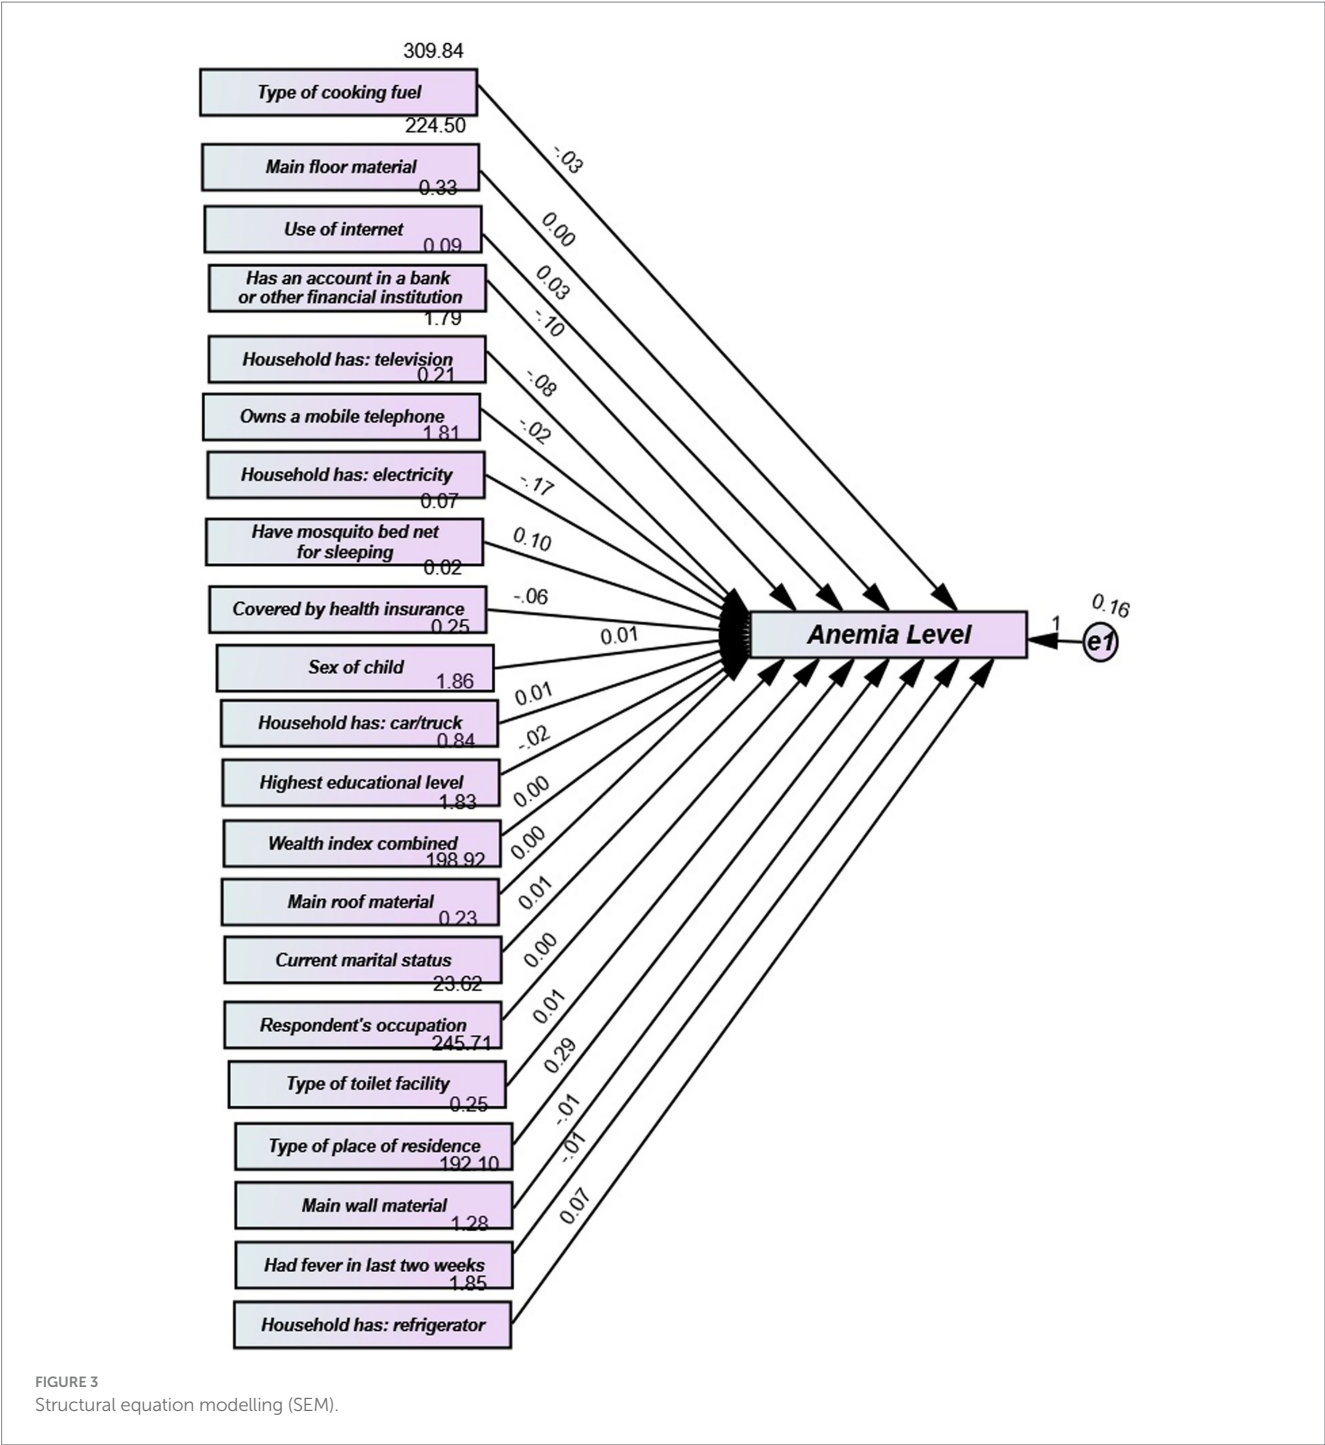 309.84
Type of cooking fuel
224.50
-.03
Main floor material
0.33
0.00
Use of internet
0.09
0.03
Has an account in a bank
or other financial institution
1.79
-.10
Household has: television
0.21
-.08
Owns a mobile telephone
1.81
-.02
Household has: electricity
0.07
-.17
Have mosquito bed net
for sleeping
0.02
0.10
Covered by health insurance
0.25
-.06
Sex of child
1.86
0.01
Anemia Level
1
0.16
e1
Household has: car/truck
0.84
0.01
Highest educational level
1.83
-.02
Wealth index combined
198.92
0.00
Main roof material
0.23
0.00
Current marital status
23.62
0.01
Respondent's occupation
245.71
0.00
Type of toilet facility
0.25
0.01
Type of place of residence
192.10
0.29
Main wall material
1.28
-.01
Had fever in last two weeks
1.85
-.01
Household has: refrigerator
0.07
FIGURE 3
Structural equation modelling (SEM).